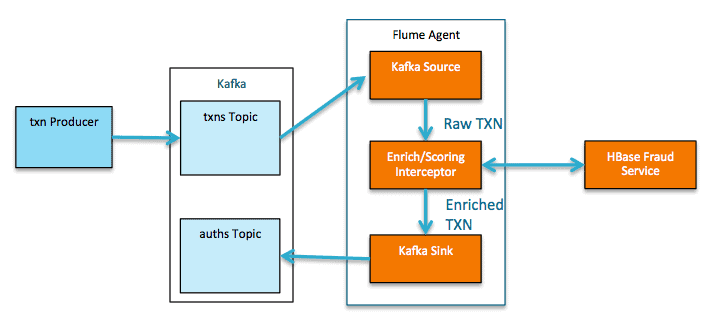 Flume Agent
Kafka Source
Kafka
txns Topic
txn Producer
Raw TXN
Enrich/Scoring
Interceptor
HBase Fraud
Service
Enriched
TXN
auths Topic
Kafka Sink